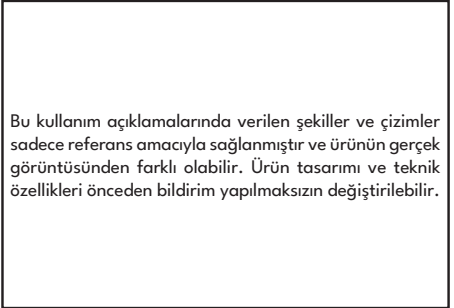 Bu kullanım açıklamalarında verilen şekiller ve çizimler
sadece referans amacıyla sağlanmıştır ve ürünün gerçek
görüntüsünden farklı olabilir. Ürün tasarımı ve teknik
özellikleri önceden bildirim yapılmaksızın değiştirilebilir.